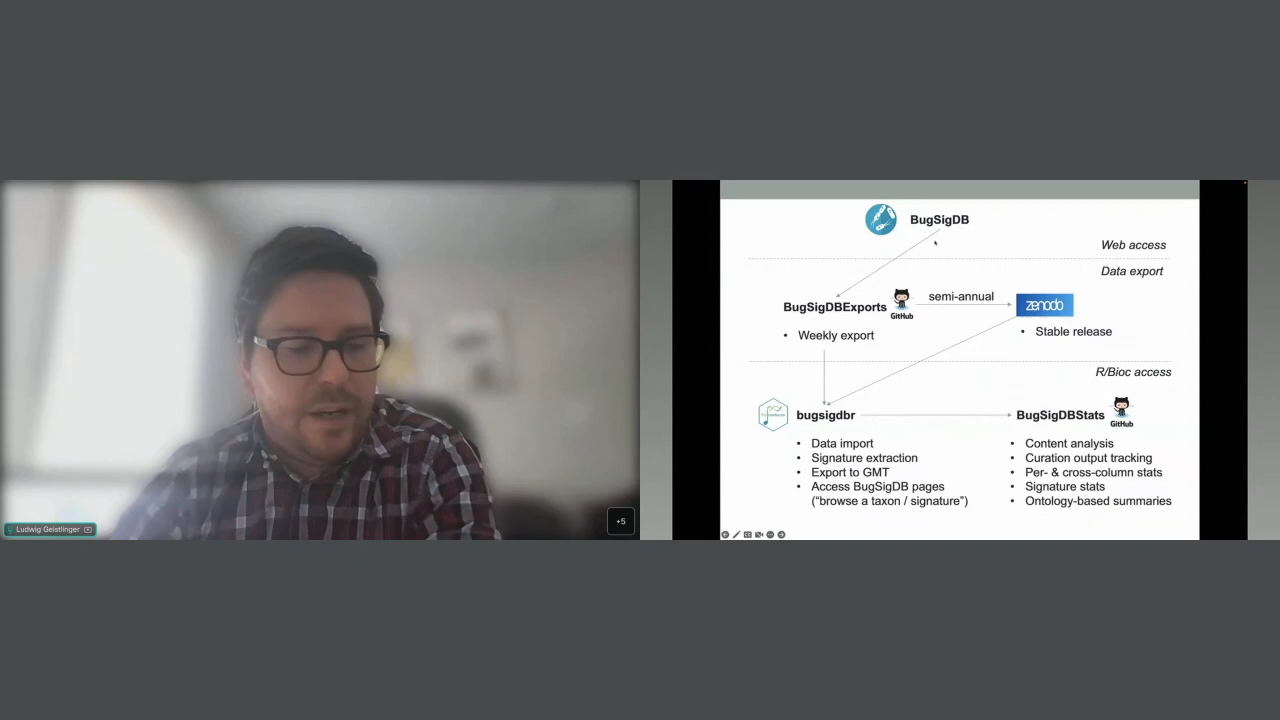 BugSigDB
Web access
Data export
BugSigDBExports
GitHub
semi-annual
zenodo
• Weekly export
• Stable release
R/Bioc access
bugsigdbr
BugSigDBStats
GitHub
• Data import
• Signature extraction
• Export to GMT
• Access BugSigDB pages
("browse a taxon / signature")
• Content analysis
• Curation output tracking
• Per- & cross-column stats
• Signature stats
• Ontology-based summaries
Ludwig Geistlinger
+5